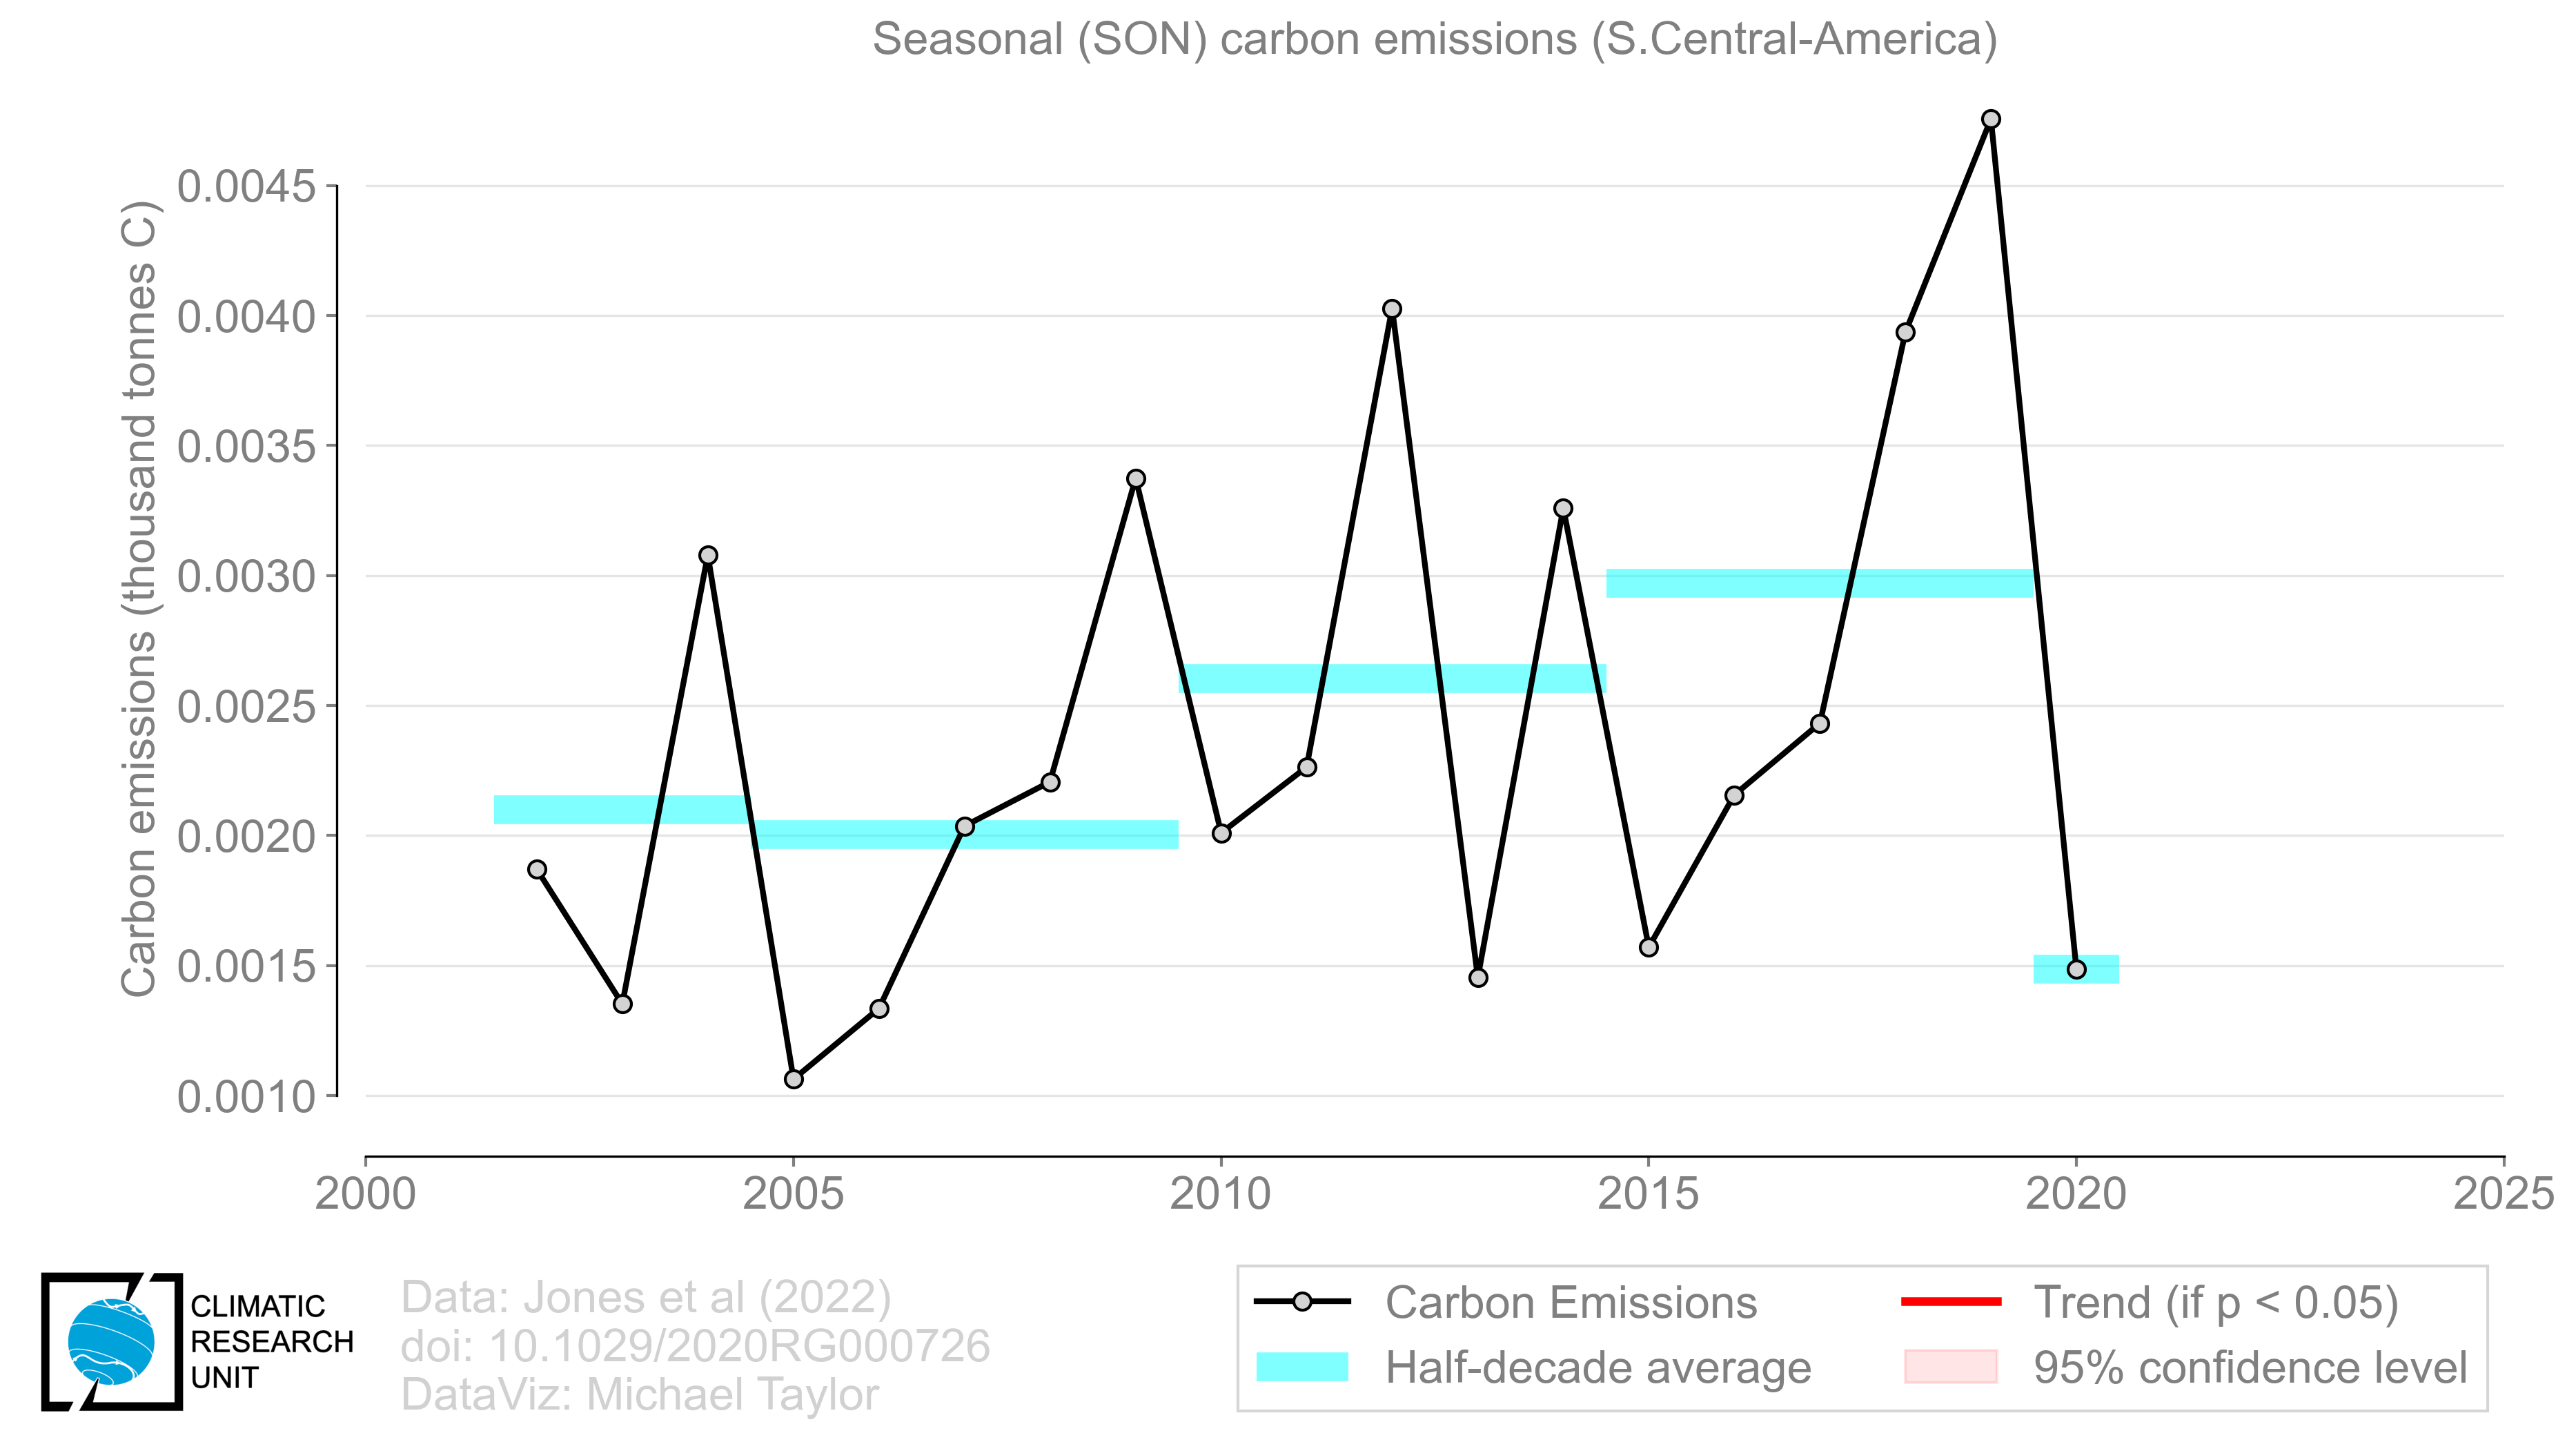 Seasonal (SON) carbon emissions (S.Central-America)
Carbon emissions (thousand tonnes C)
0.0045
0.0040
0.0035
0.0030
0.0025
0.0020
0.0015
0.0010
2000 2005 2010 2015 2020 2025
CLIMATIC
RESEARCH
UNIT
Data: Jones et al (2022)
doi: 10.1029/2020RG000726
DataViz: Michael Taylor
Carbon Emissions
Half-decade average
Trend (if p < 0.05)
95% confidence level